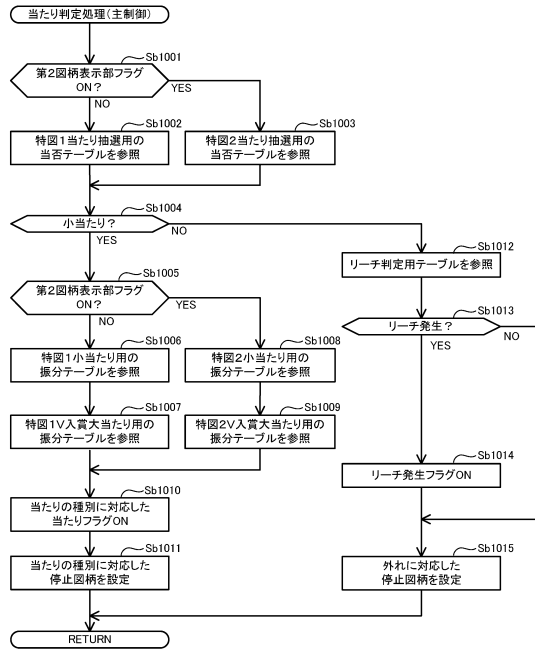 当たり判定処理(主制御)
Sb1001
第2図柄表示部フラグ
ON?
YES
NO
Sb1002
特図1当たり抽選用の
当否テーブルを参照
Sb1003
特図2当たり抽選用の
当否テーブルを参照
Sb1004
小当たり?
NO
YES
Sb1005
第2図柄表示部フラグ
ON?
YES
NO
Sb1006
特図1小当たり用の
振分テーブルを参照
Sb1008
特図2小当たり用の
振分テーブルを参照
Sb1007
特図1V入賞大当たり用の
振分テーブルを参照
Sb1009
特図2V入賞大当たり用の
振分テーブルを参照
Sb1010
当たりの種別に対応した
当たりフラグON
Sb1011
当たりの種別に対応した
停止図柄を設定
Sb1012
リーチ判定用テーブルを参照
Sb1013
リーチ発生?
NO
YES
Sb1014
リーチ発生フラグON
Sb1015
外れに対応した
停止図柄を設定
RETURN